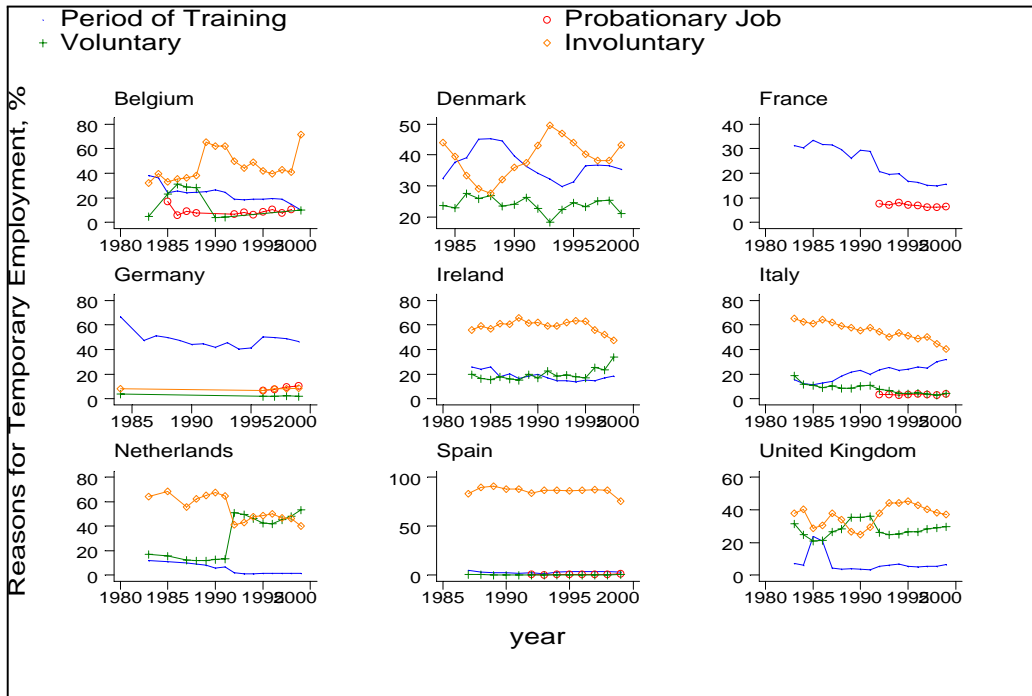 Period of Training
Probationary Job
Voluntary
Involuntary
Reasons for Temporary Employment, %
Belgium
Denmark
France
80
60
40
20
0
1980 1985 1990 1995 2000
50
40
30
20
1985 1990 1995 2000
40
30
20
10
0
1980 1985 1990 1995 2000
Germany
Ireland
Italy
80
60
40
20
0
1985 1990 1995 2000
80
60
40
20
0
1980 1985 1990 1995 2000
80
60
40
20
0
1980 1985 1990 1995 2000
Netherlands
Spain
United Kingdom
80
60
40
20
0
1980 1985 1990 1995 2000
100
50
0
1985 1990 1995 2000
60
40
20
0
1980 1985 1990 1995 2000
year